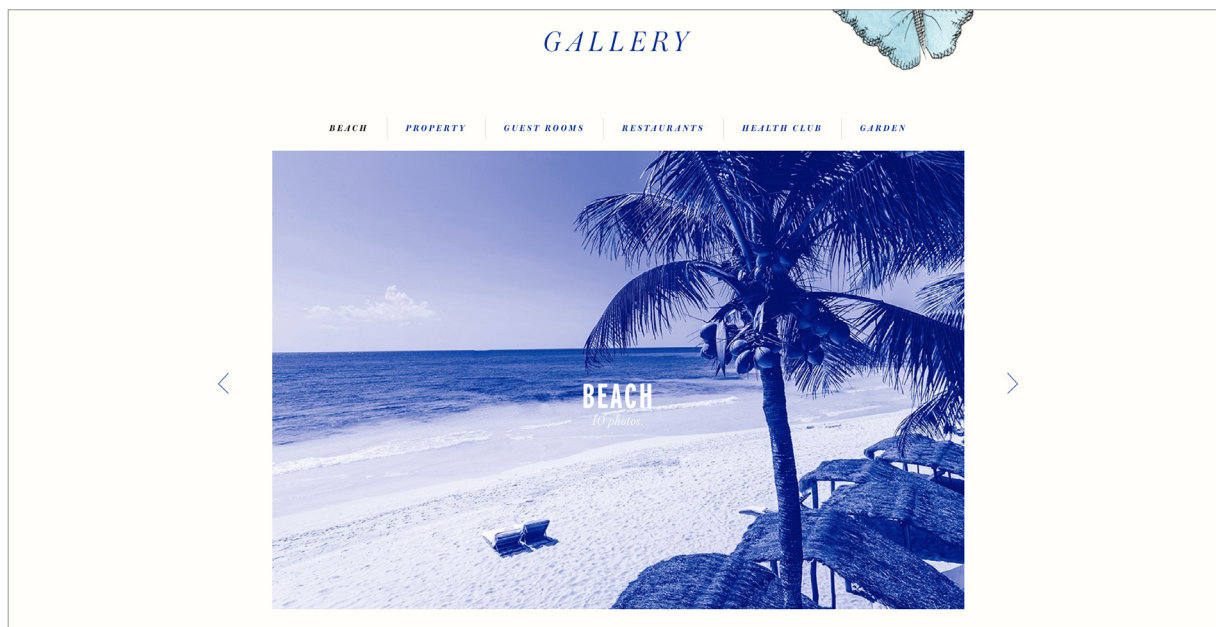 GALLERY
BEACH PROPERTY GUEST ROOMS RESTAURANTS HEALTH CLUB GARDEN
BEACH
10 photos.